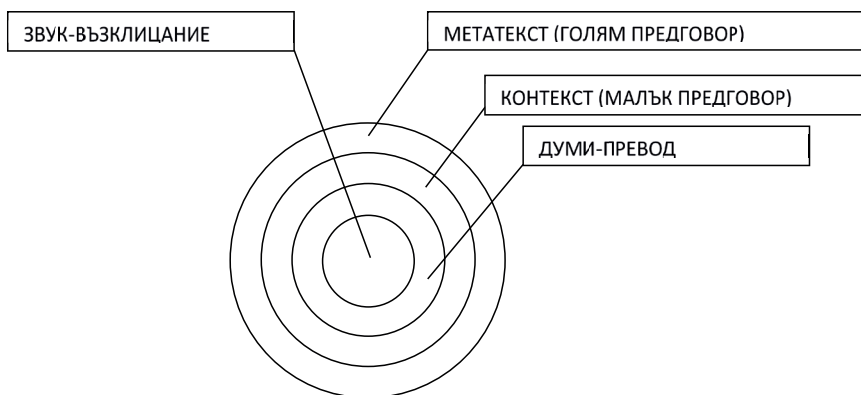 ЗВУК-ВЪЗКЛИЦАНИЕ
МЕТАТЕКСТ (ГОЛЯМ ПРЕДГОВОР)
КОНТЕКСТ (МАЛЪК ПРЕДГОВОР)
ДУМИ-ПРЕВОД